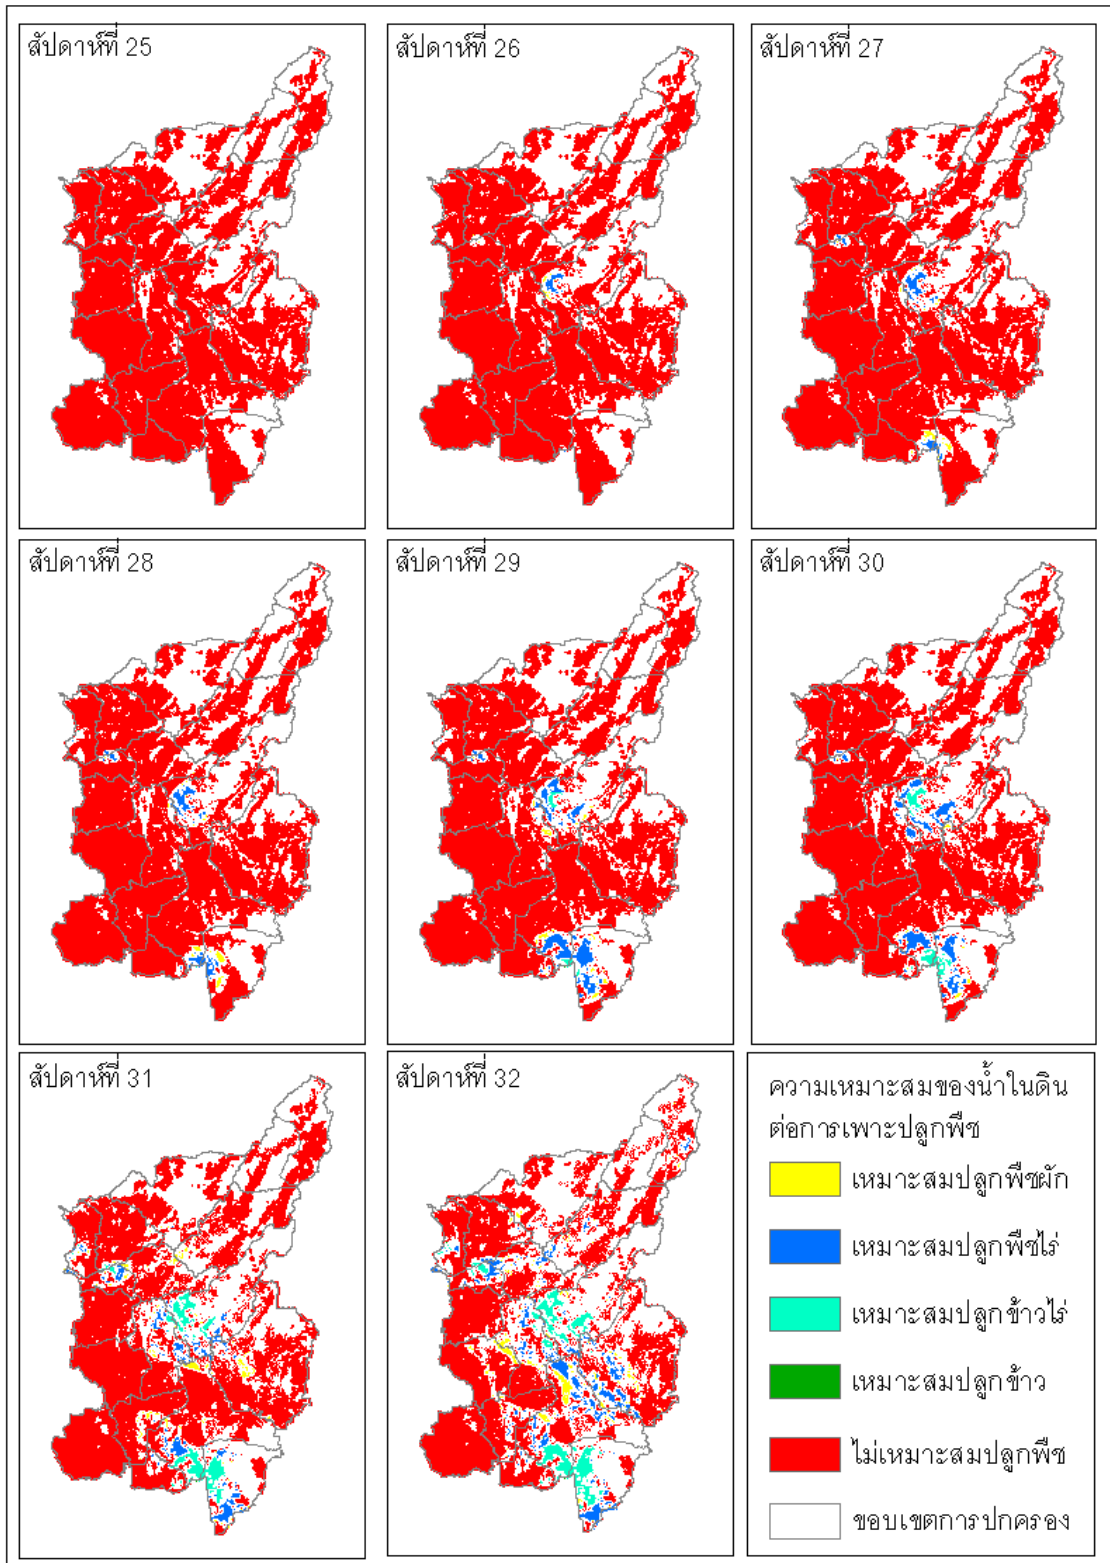 สัปดาห์ที่ 25
สัปดาห์ที่ 26
สัปดาห์ที่ 27
สัปดาห์ที่ 28
สัปดาห์ที่ 29
สัปดาห์ที่ 30
สัปดาห์ที่ 31
สัปดาห์ที่ 32
ความเหมาะสมของน้ำในดิน
ต่อการเพาะปลูกพืช
เหมาะสมปลูกพืชผัก
เหมาะสมปลูกพืชไร่
เหมาะสมปลูกข้าวไร่
เหมาะสมปลูกข้าว
ไม่เหมาะสมปลูกพืช
ขอบเขตการปกครอง